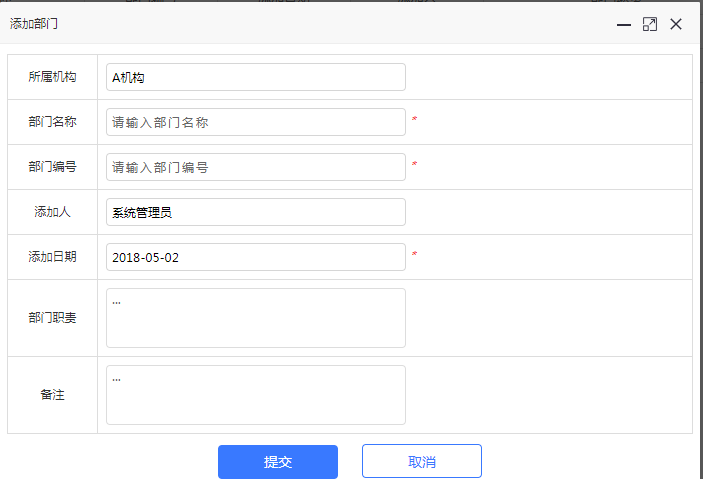 添加部门
所属机构 A机构
部门名称 请输入部门名称 *
部门编号 请输入部门编号 *
添加人 系统管理员
添加日期 2018-05-02 *
部门职责 ...
备注 ...
提交 取消